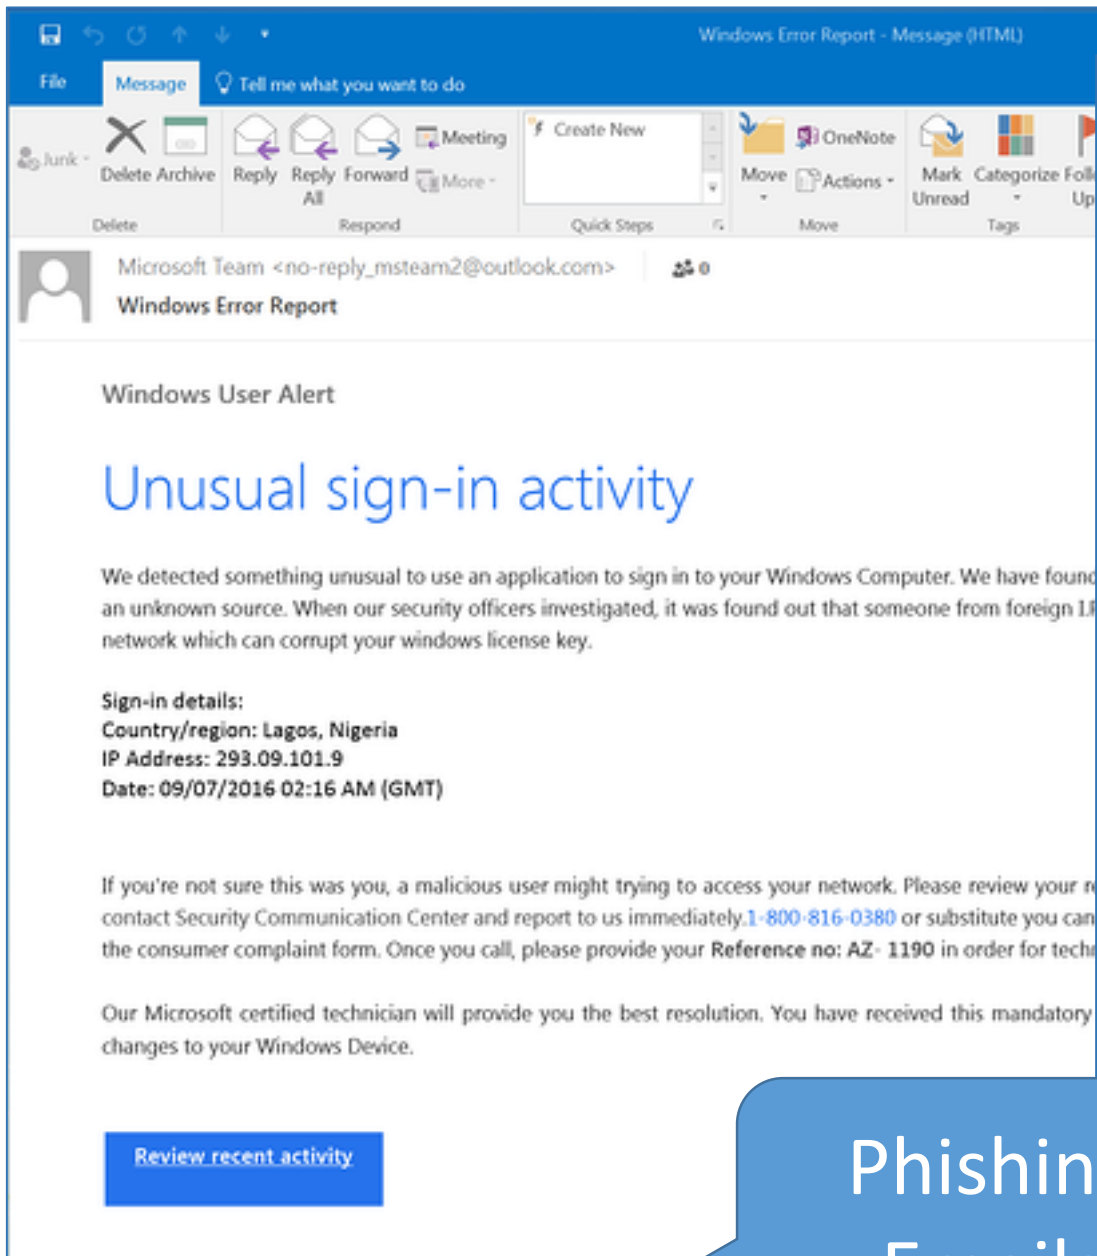 Windows Error Report - Message (HTML)
File Message Tell me what you want to do
Junk
Delete Archive
Reply
Reply All
Forward
Meeting
More
Create New
Move
OneNote
Actions
Mark Unread
Categorize
Follo
Up
Delete Respond Quick Steps Move Tags
Microsoft Team <no-reply_msteam2@outlook.com> 0
Windows Error Report
Windows User Alert
Unusual sign-in activity
We detected something unusual to use an application to sign in to your Windows Computer. We have found
an unknown source. When our security officers investigated, it was found out that someone from foreign I.P
network which can corrupt your windows license key.
Sign-in details:
Country/region: Lagos, Nigeria
IP Address: 293.09.101.9
Date: 09/07/2016 02:16 AM (GMT)
If you're not sure this was you, a malicious user might trying to access your network. Please review your re
contact Security Communication Center and report to us immediately.1-800-816-0380 or substitute you can
the consumer complaint form. Once you call, please provide your Reference no: AZ- 1190 in order for techn
Our Microsoft certified technician will provide you the best resolution. You have received this mandatory
changes to your Windows Device.
Review recent activity
Phishin